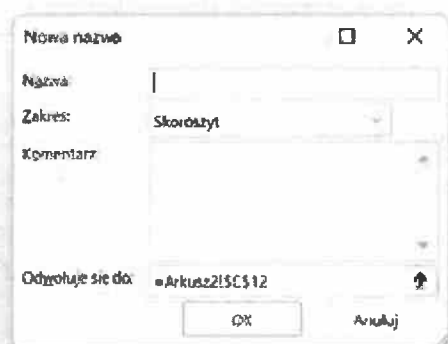 Nowa nazwa
Nazwa:
Zakres: Skoroszyt
Komentarz:
Odwołuje się do: =Arkusz2!$C$12
OK Anuluj